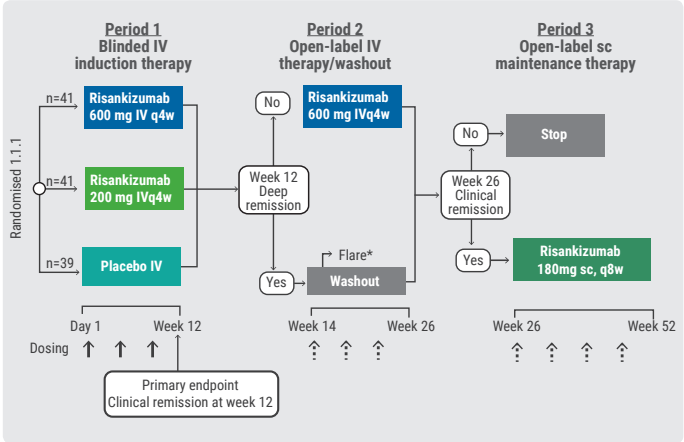 Period 1
Blinded IV
induction therapy
Period 2
Open-label IV
therapy/washout
Period 3
Open-label sc
maintenance therapy
Randomised 1.1.1
n=41
Risankizumab
600 mg IV q4w
n=41
Risankizumab
200 mg IVq4w
n=39
Placebo IV
No
Risankizumab
600 mg IVq4w
Week 12
Deep
remission
Yes
Flare*
Washout
No
Stop
Week 26
Clinical
remission
Yes
Risankizumab
180mg sc, q8w
Day 1
Week 12
Week 14
Week 26
Week 26
Week 52
Dosing
Primary endpoint
Clinical remission at week 12